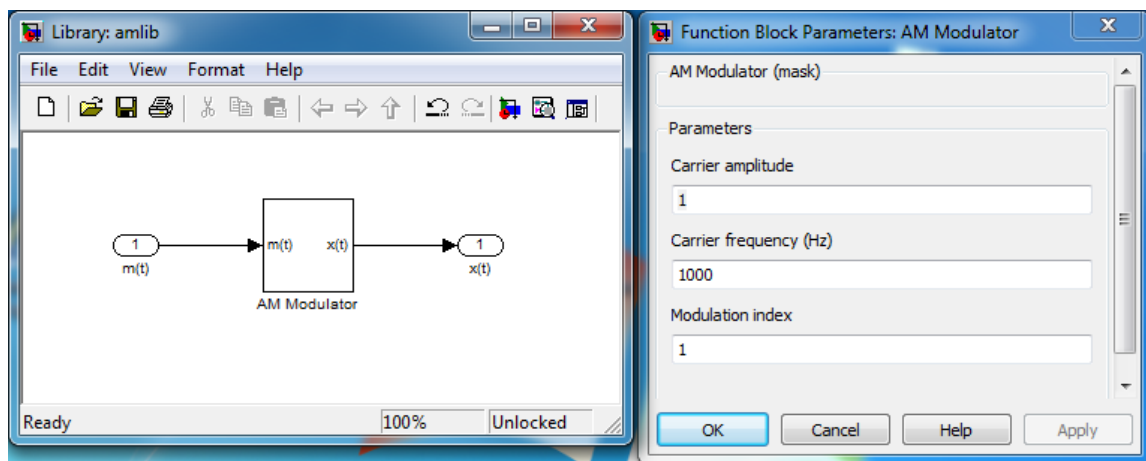 Library: amlib
File Edit View Format Help
1
m(t)
m(t) x(t)
AM Modulator
1
x(t)
Ready 100% Unlocked
Function Block Parameters: AM Modulator
AM Modulator (mask)
Parameters
Carrier amplitude
1
Carrier frequency (Hz)
1000
Modulation index
1
OK Cancel Help Apply